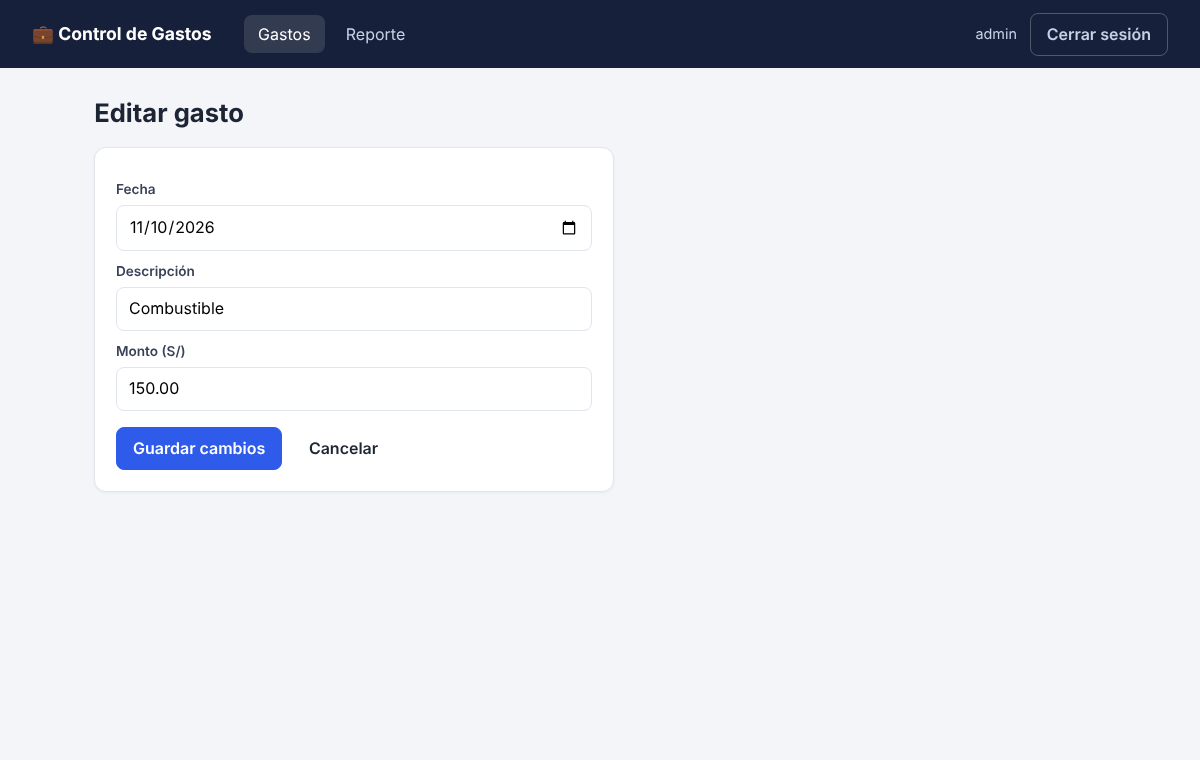 Control de Gastos Gastos Reporte admin Cerrar sesión
Editar gasto
Fecha
11/10/2026
Descripción
Combustible
Monto (S/)
150.00
Guardar cambios Cancelar